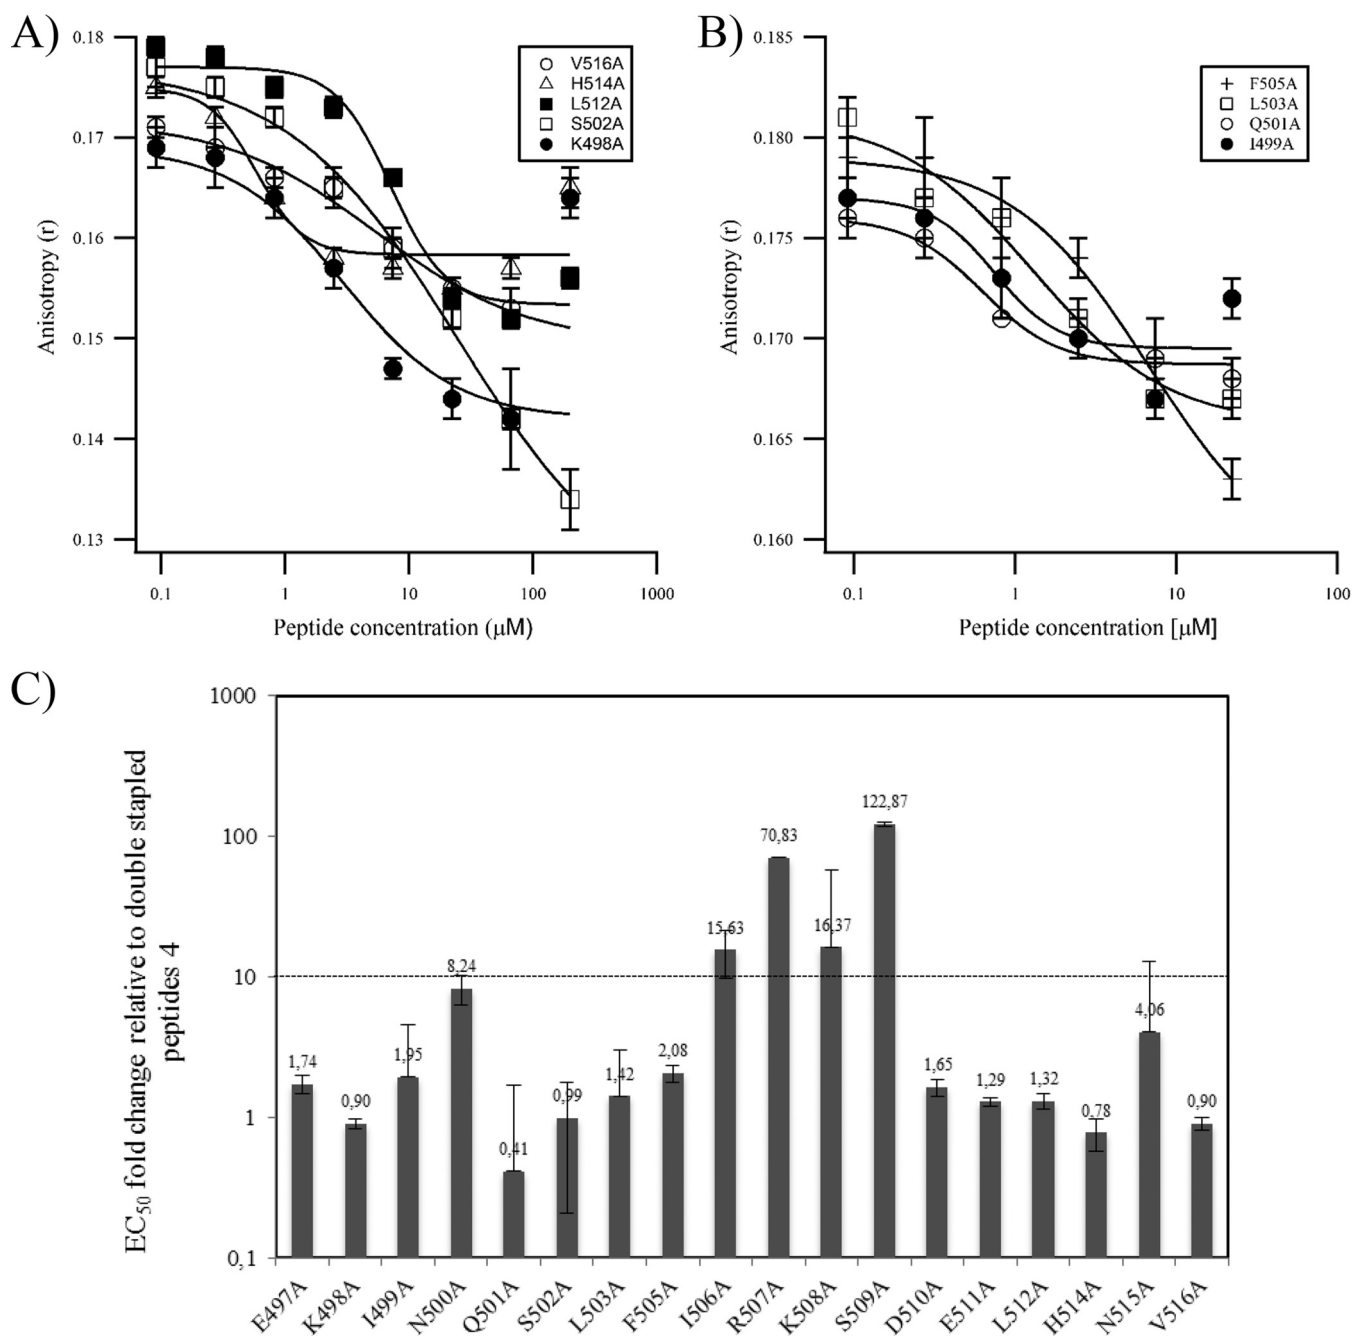 A)
0.18
0.17
0.16
0.15
0.14
0.13
Anisotropy (r)
V516A
H514A
L512A
S502A
K498A
0.1 1 10 100 1000
Peptide concentration (μM)
B)
0.185
0.180
0.175
0.170
0.165
0.160
Anisotropy (r)
F505A
L503A
Q501A
I499A
0.1 1 10 100
Peptide concentration [μM]
C)
EC50 fold change relative to double stapled
peptides 4
1000
100
10
1
0,1
1,74 0,90 1,95 8,24 0,41 0,99 1,42 2,08 15,63 70,83 16,37 122,87 1,65 1,29 1,32 0,78 4,06 0,90
E497A K498A I499A N500A Q501A S502A L503A F505A I506A R507A K508A S509A D510A E511A L512A H514A N515A V516A